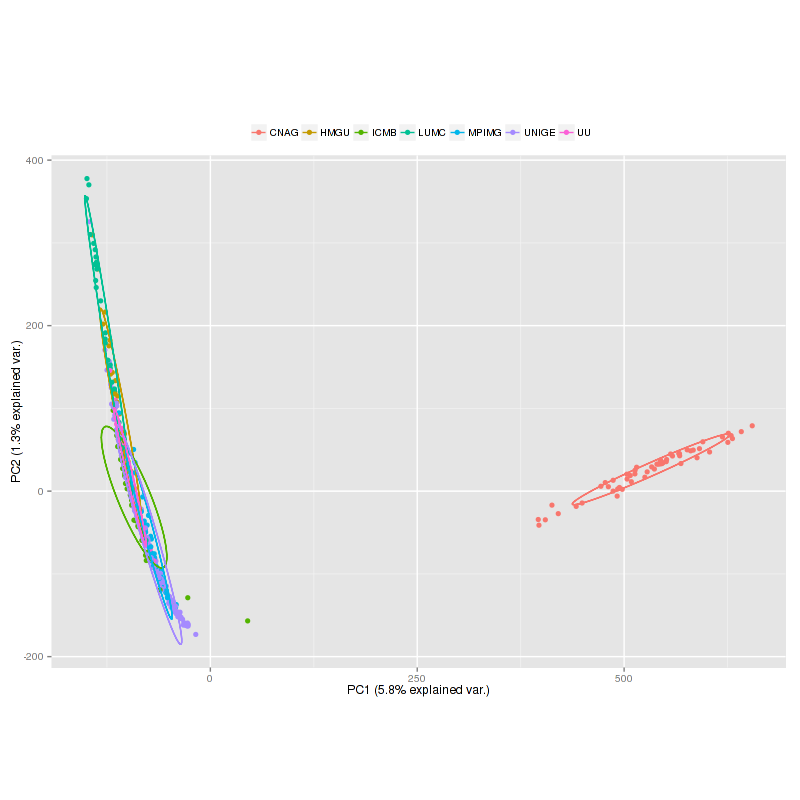 CNAG HMGU ICMB LUMC MPIMG UNIGE UU
400
200
0
-200
PC2 (1.3% explained var.)
0 250 500
PC1 (5.8% explained var.)